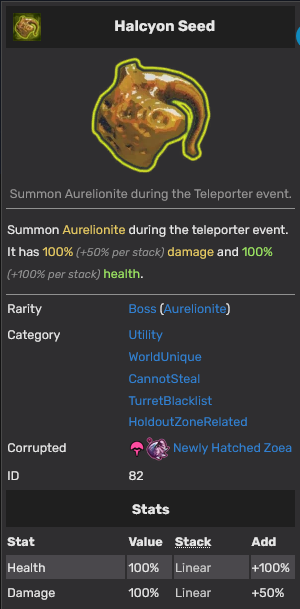 Halcyon Seed
Summon Aurelionite during the Teleporter event.
Summon Aurelionite during the teleporter event.
It has 100% (+50% per stack) damage and 100%
(+100% per stack) health.
Rarity Boss (Aurelionite)
Category Utility
WorldUnique
CannotSteal
TurretBlacklist
HoldoutZoneRelated
Corrupted Newly Hatched Zoea
ID 82
Stats
Stat Value Stack Add
Health 100% Linear +100%
Damage 100% Linear +50%